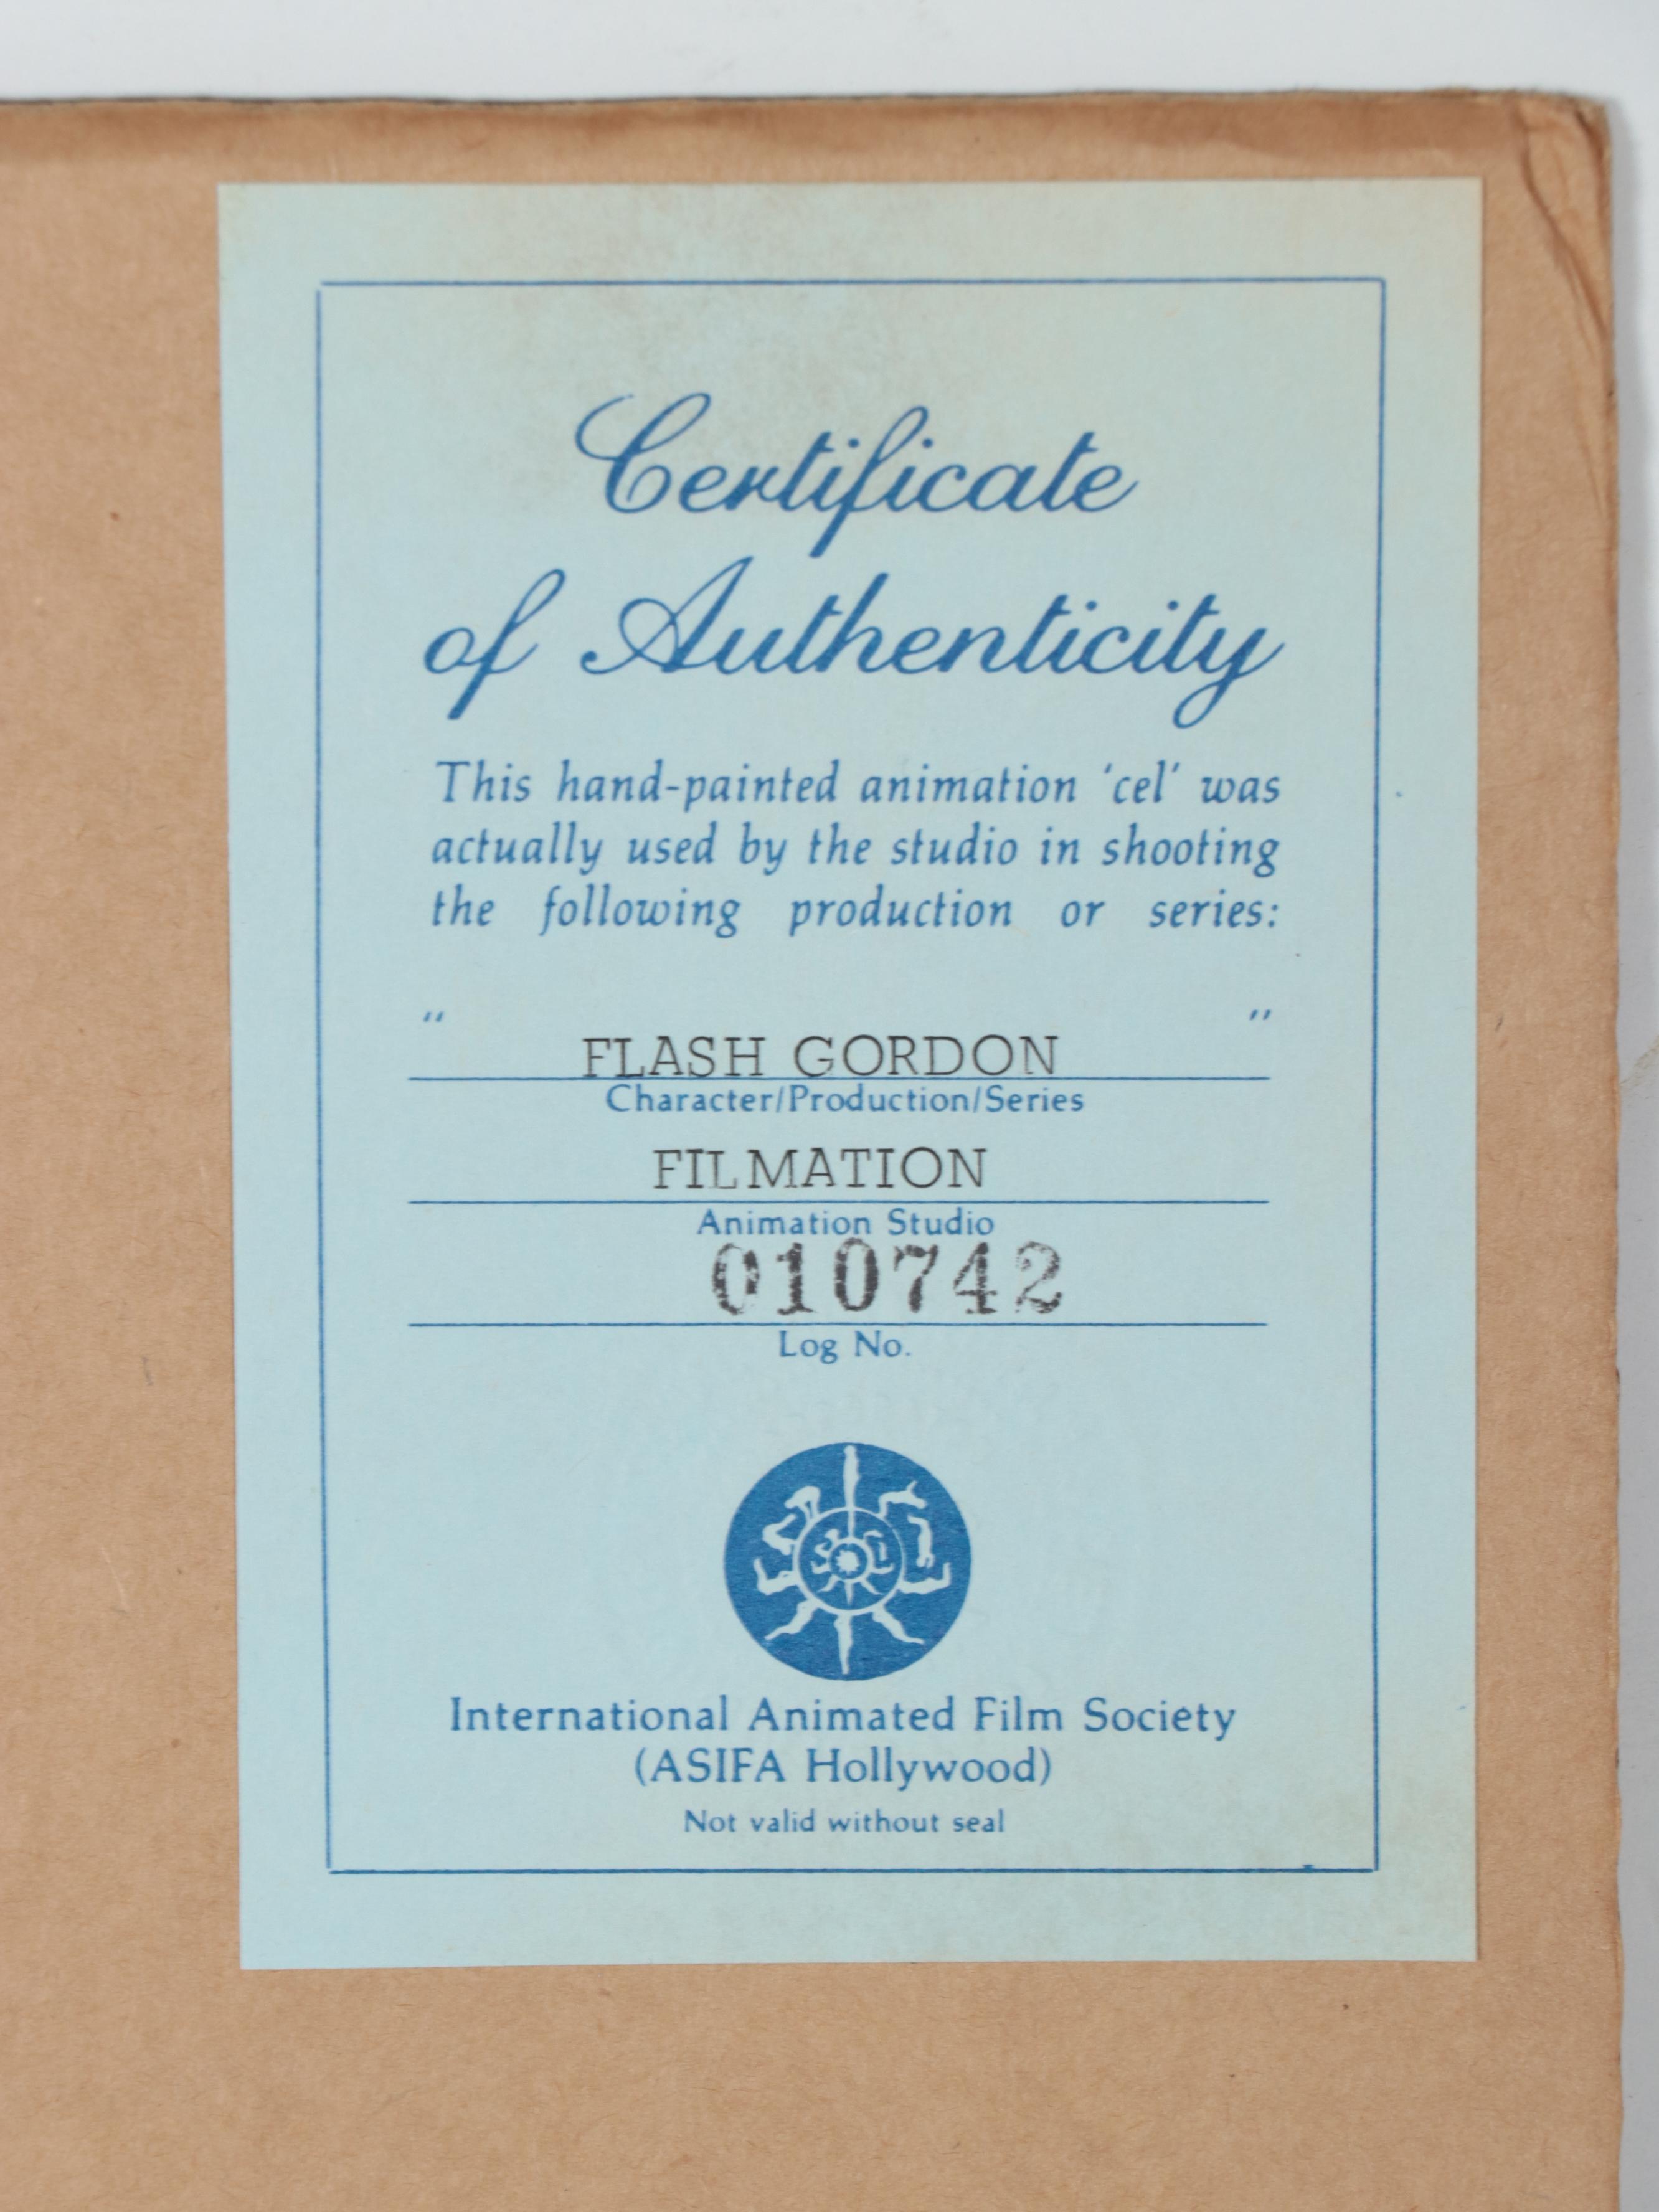 Certificate
of Authenticity
This hand-painted animation ‘cel’ was
actually used by the studio in shooting
the following production or series:
“ ”
FLASH GORDON
Character/Production/Series
FILMATION
Animation Studio
010742
Log No.
International Animated Film Society
(ASIFA Hollywood)
Not valid without seal